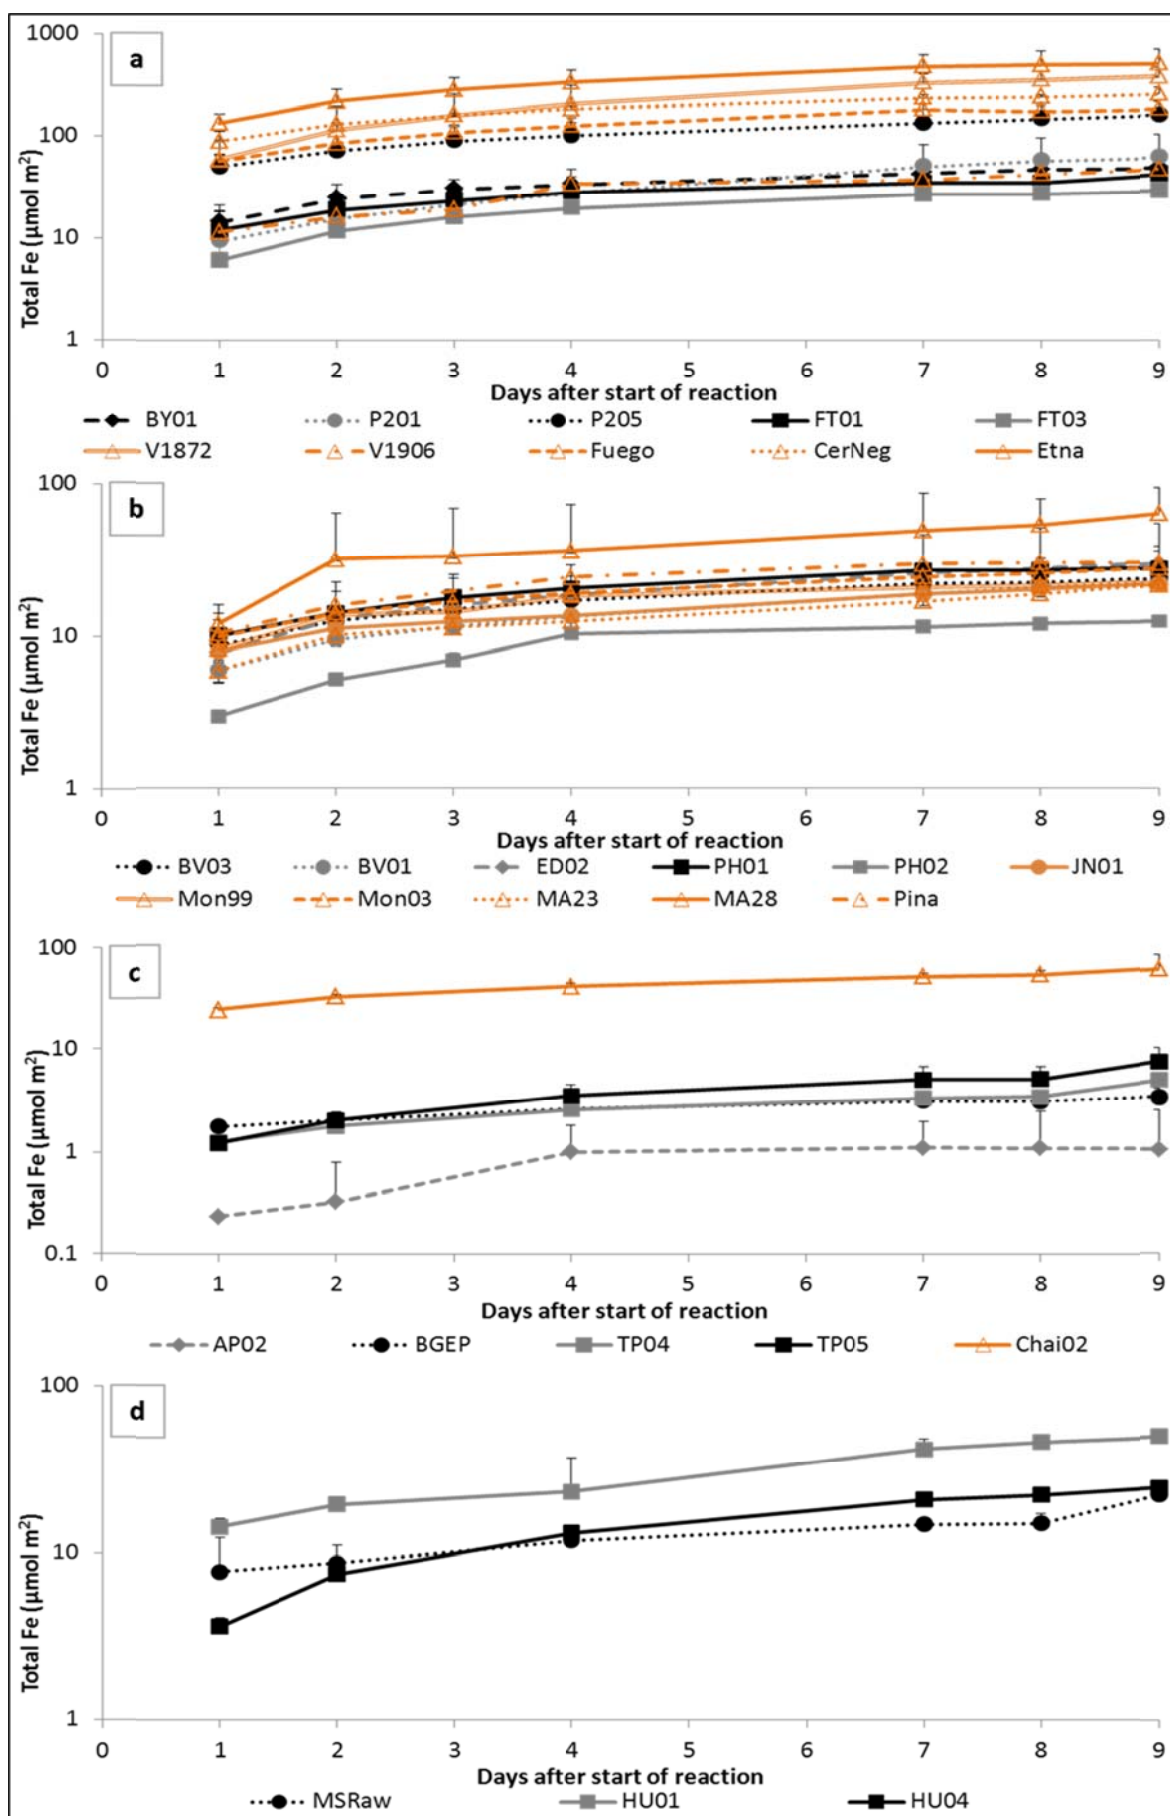 a
1000
100
10
1
Total Fe (µmol m²)
0 1 2 3 4 5 6 7 8 9
Days after start of reaction
BY01 P201 P205 FT01 FT03
V1872 V1906 Fuego CerNeg Etna
b
100
10
1
Total Fe (µmol m²)
0 1 2 3 4 5 6 7 8 9
Days after start of reaction
BV03 BV01 ED02 PH01 PH02 JN01
Mon99 Mon03 MA23 MA28 Pina
c
100
10
1
0.1
Total Fe (µmol m²)
0 1 2 3 4 5 6 7 8 9
Days after start of reaction
AP02 BGEP TP04 TP05 Chai02
d
100
10
1
Total Fe (µmol m²)
0 1 2 3 4 5 6 7 8 9
Days after start of reaction
MSRaw HU01 HU04